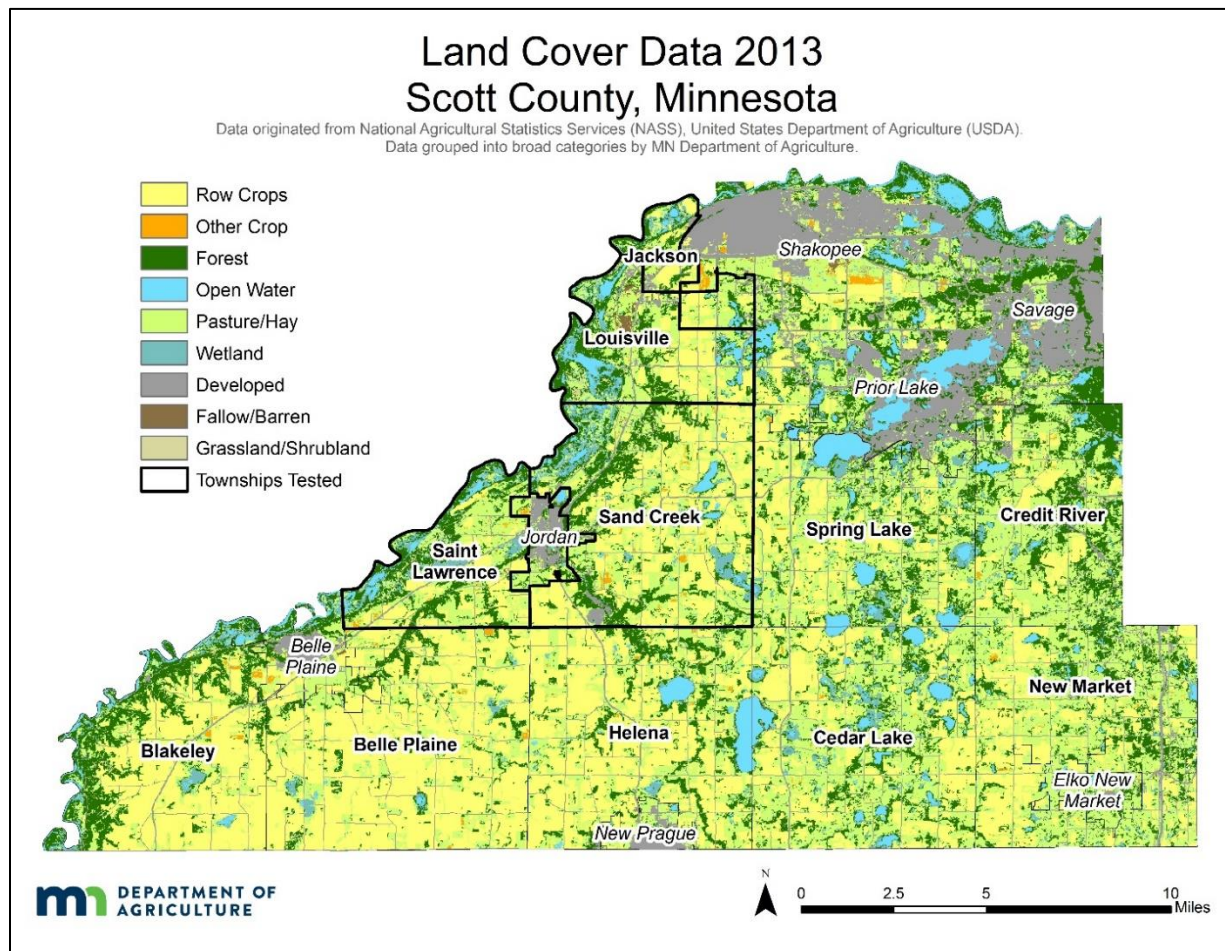 Land Cover Data 2013
Scott County, Minnesota
Data originated from National Agricultural Statistics Services (NASS), United States Department of Agriculture (USDA).
Data grouped into broad categories by MN Department of Agriculture.
Row Crops
Other Crop
Forest
Open Water
Pasture/Hay
Wetland
Developed
Fallow/Barren
Grassland/Shrubland
Townships Tested
Jackson
Shakopee
Savage
Louisville
Prior Lake
Sand Creek
Spring Lake
Credit River
Jordan
Saint
Lawrence
Belle
Plaine
New Market
Blakeley
Belle Plaine
Helena
Cedar Lake
Elko New
Market
New Prague
mn DEPARTMENT OF
AGRICULTURE
N
0 2.5 5 10
Miles